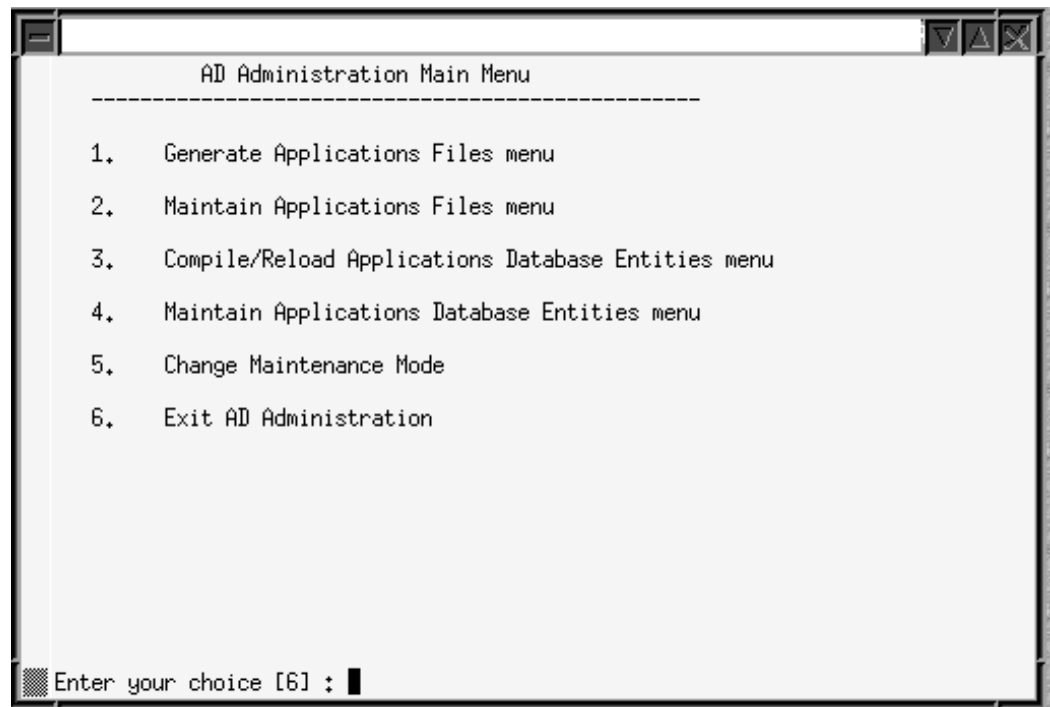 AD Administration Main Menu
--------------------------------------------------
1.    Generate Applications Files menu
2.    Maintain Applications Files menu
3.    Compile/Reload Applications Database Entities menu
4.    Maintain Applications Database Entities menu
5.    Change Maintenance Mode
6.    Exit AD Administration
Enter your choice [6] :